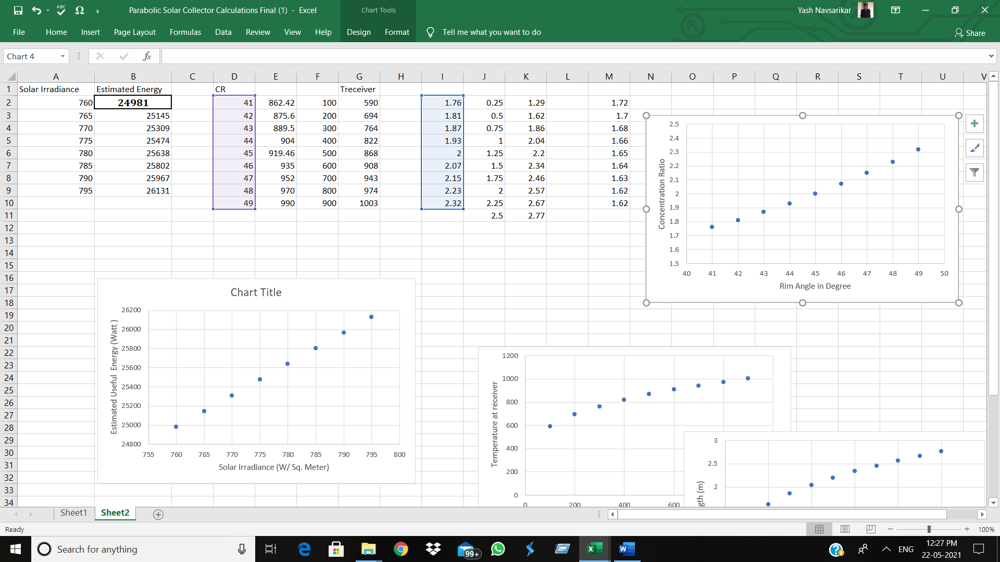 ABC
Ω
Parabolic Solar Collector Calculations Final (1) - Excel
Chart Tools
Yash Navsarikar
File Home Insert Page Layout Formulas Data Review View Help Design Format Tell me what you want to do
Share
Chart 4
fx
A B C D E F G H I J K L M N O P Q R S T U V
1 Solar Irradiance Estimated Energy CR Treceiver
2 760 24981 41 862.42 100 590 1.76 0.25 1.29 1.72
3 765 25145 42 875.6 200 694 1.81 0.5 1.62 1.7
4 770 25309 43 889.5 300 764 1.87 0.75 1.86 1.68
5 775 25474 44 904 400 822 1.93 1 2.04 1.66
6 780 25638 45 919.46 500 868 2 1.25 2.2 1.65
7 785 25802 46 935 600 908 2.07 1.5 2.34 1.64
8 790 25967 47 952 700 943 2.15 1.75 2.46 1.63
9 795 26131 48 970 800 974 2.23 2 2.57 1.62
10 49 990 900 1003 2.32 2.25 2.67 1.62
11 2.5 2.77
12
13
14
15
16
17
18
19
20
21
22
23
24
25
26
27
28
29
30
31
32
33
34
Concentration Ratio
2.5
2.4
2.3
2.2
2.1
2
1.9
1.8
1.7
1.6
1.5
40 41 42 43 44 45 46 47 48 49 50
Rim Angle in Degree
Chart Title
Estimated Useful Energy (Watt )
26200
26000
25800
25600
25400
25200
25000
24800
755 760 765 770 775 780 785 790 795 800
Solar Irradiance (W/ Sq. Meter)
Temperature at receiver
1200
1000
800
600
400
200
0
0 200 400 600
gth (m)
3
2.5
2
Sheet1 Sheet2
Ready
100%
Search for anything
99+
ENG
12:27 PM
22-05-2021